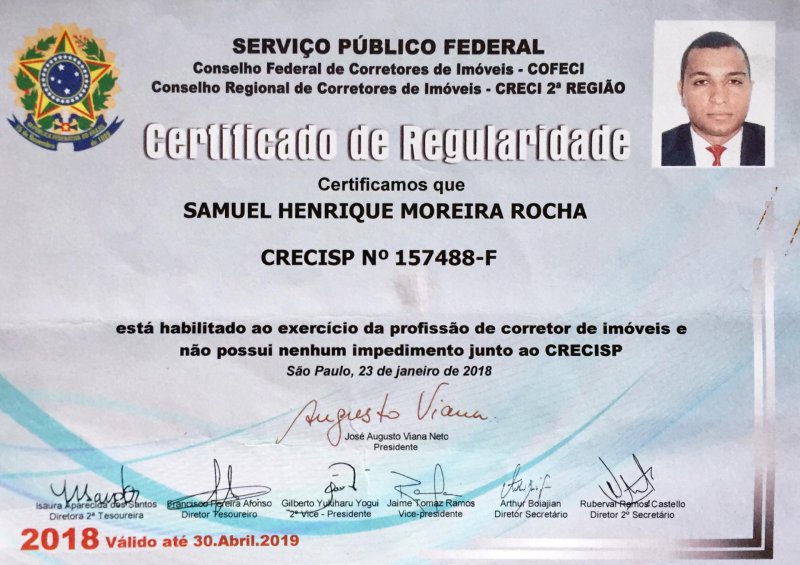 SERVIÇO PÚBLICO FEDERAL
Conselho Federal de Corretores de Imóveis - COFECI
Conselho Regional de Corretores de Imóveis - CRECI 2ª REGIÃO
Certificado de Regularidade
Certificamos que
SAMUEL HENRIQUE MOREIRA ROCHA
CRECISP Nº 157488-F
está habilitado ao exercício da profissão de corretor de imóveis e
não possui nenhum impedimento junto ao CRECISP
São Paulo, 23 de janeiro de 2018
Augusto Viana
José Augusto Viana Neto
Presidente
Isaura Aparecida dos Santos
Diretora 2ª Tesoureira
Francisco Pereira Afonso
Diretor Tesoureiro
Gilberto Yukiharu Yogui
2º Vice - Presidente
Jaime Tomaz Ramos
Vice-presidente
Arthur Boiajian
Diretor Secretário
Ruberval Ramos Castello
Diretor 2º Secretário
2018 Válido até 30.Abril.2019